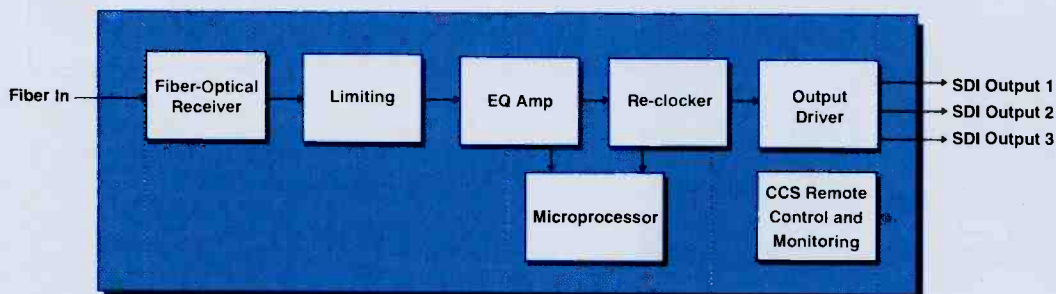 Fiber In
Fiber-Optical
Receiver
Limiting
EQ Amp
Re-clocker
Output
Driver
SDI Output 1
SDI Output 2
SDI Output 3
Microprocessor
CCS Remote
Control and
Monitoring